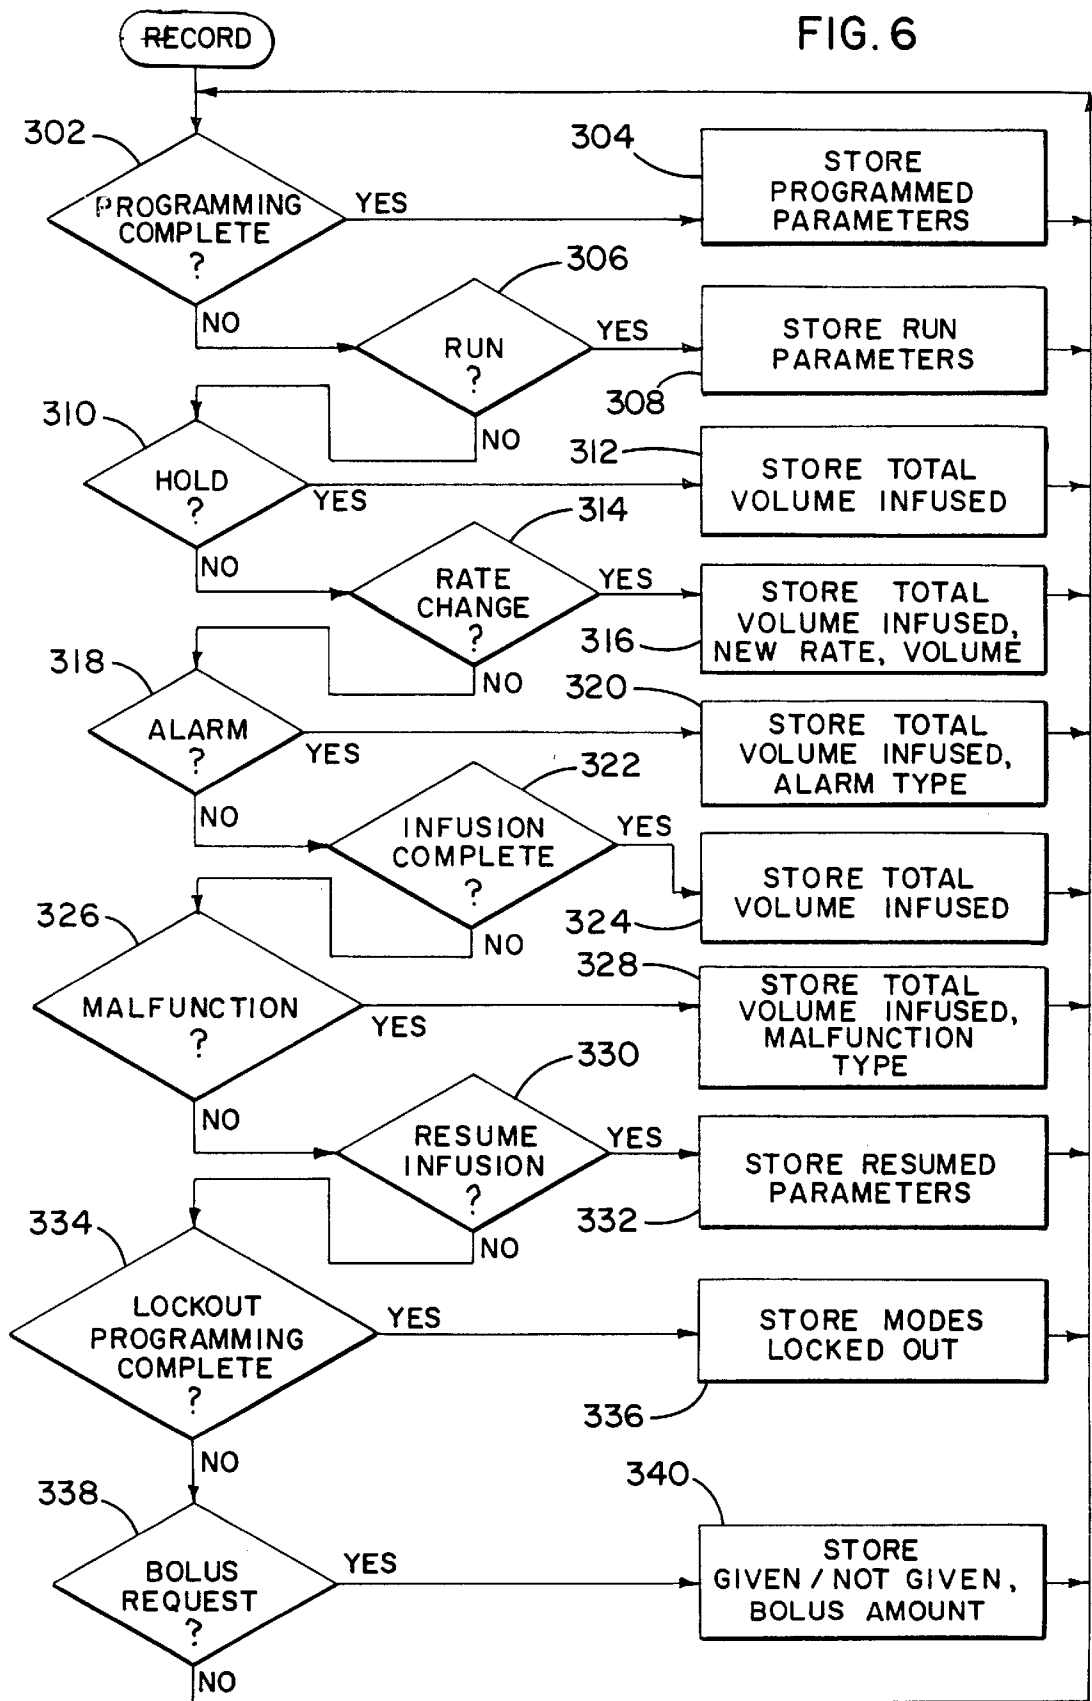 RECORD
FIG. 6
302
PROGRAMMING
COMPLETE
?
YES
NO
304
STORE
PROGRAMMED
PARAMETERS
306
RUN
?
YES
NO
STORE RUN
PARAMETERS
308
310
HOLD
?
YES
NO
312
STORE TOTAL
VOLUME INFUSED
314
RATE
CHANGE
?
YES
NO
STORE TOTAL
VOLUME INFUSED,
NEW RATE, VOLUME
316
318
ALARM
?
YES
NO
320
STORE TOTAL
VOLUME INFUSED,
ALARM TYPE
322
INFUSION
COMPLETE
?
YES
NO
STORE TOTAL
VOLUME INFUSED
324
326
MALFUNCTION
?
YES
NO
328
STORE TOTAL
VOLUME INFUSED,
MALFUNCTION
TYPE
330
RESUME
INFUSION
?
YES
NO
STORE RESUMED
PARAMETERS
332
334
LOCKOUT
PROGRAMMING
COMPLETE
?
YES
NO
STORE MODES
LOCKED OUT
336
338
BOLUS
REQUEST
?
YES
NO
340
STORE
GIVEN / NOT GIVEN,
BOLUS AMOUNT